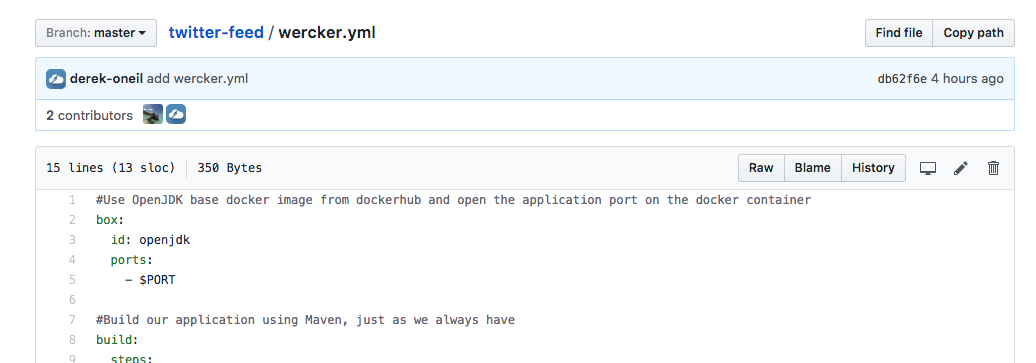 Branch: master twitter-feed / wercker.yml Find file Copy path
derek-oneil add wercker.yml db62f6e 4 hours ago
2 contributors
15 lines (13 sloc) 350 Bytes Raw Blame History
1 #Use OpenJDK base docker image from dockerhub and open the application port on the docker container
2 box:
3 id: openjdk
4 ports:
5 - $PORT
6
7 #Build our application using Maven, just as we always have
8 build:
9 steps: